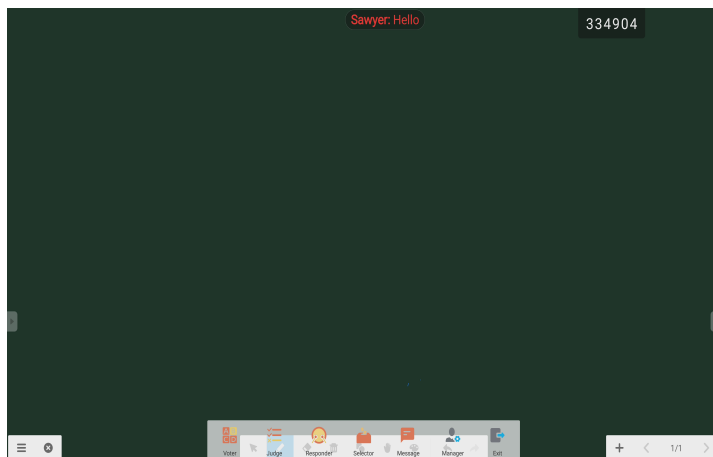 Sawyer: Hello
334904
A B
C D
Voter Judge Responder Selector Message Manager Exit
1/1